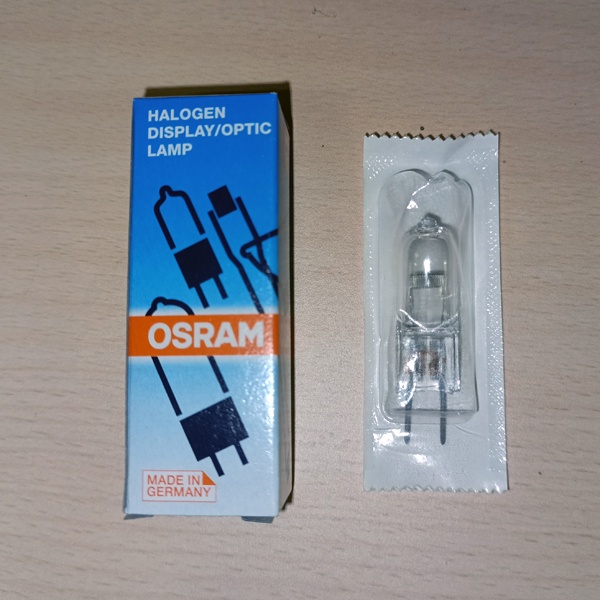 HALOGEN
DISPLAY/OPTIC
LAMP
OSRAM
MADE IN
GERMANY